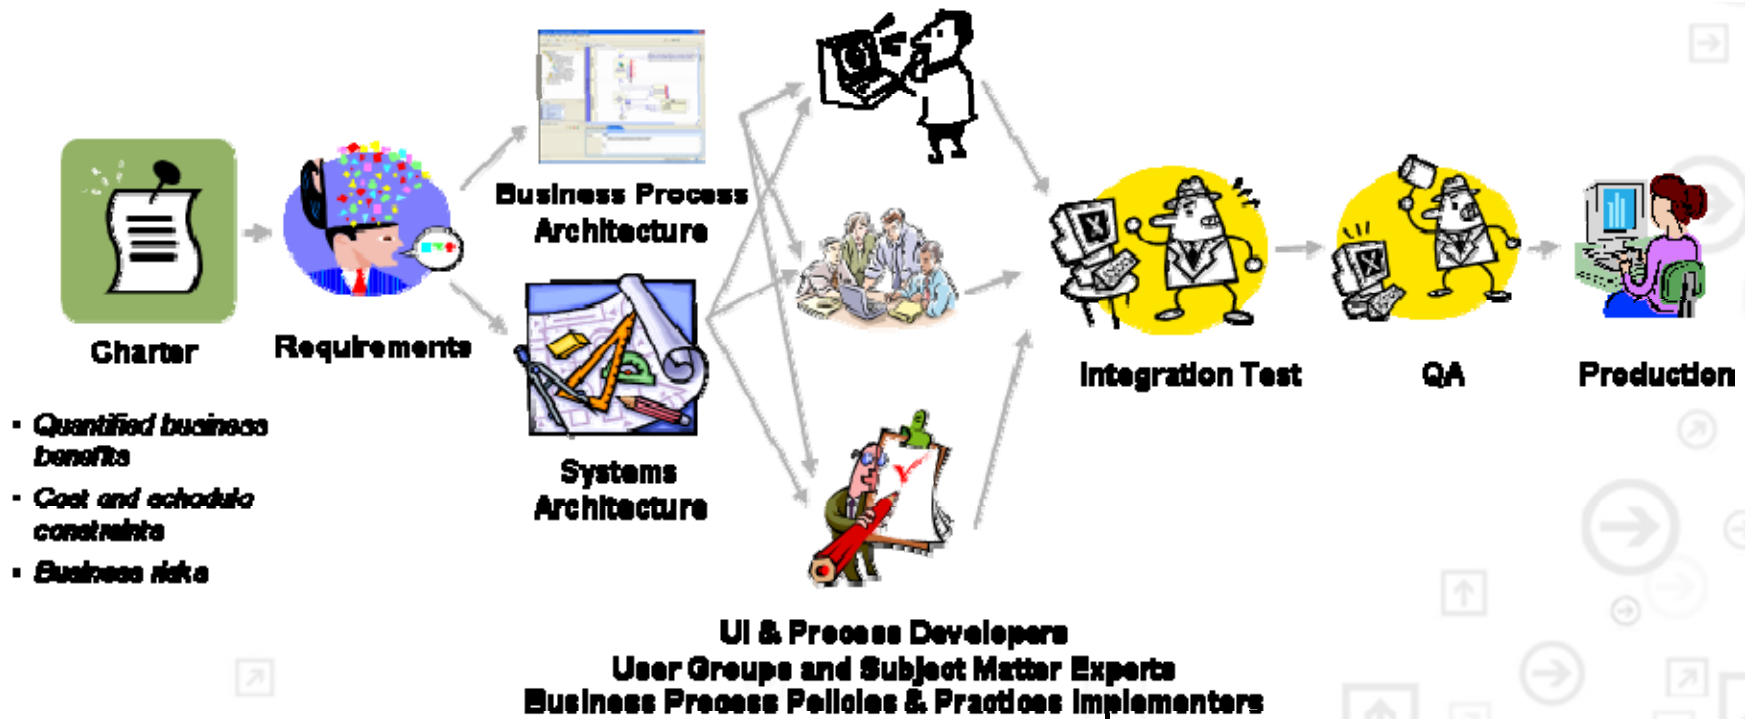 Charter
Requirements
Business Process
Architecture
Systems
Architecture
Integration Test
QA
Production
▪ Quantified business
benefits
▪ Cost and schedule
constraints
▪ Business risks
UI & Process Developers
User Groups and Subject Matter Experts
Business Process Policies & Practices Implementers